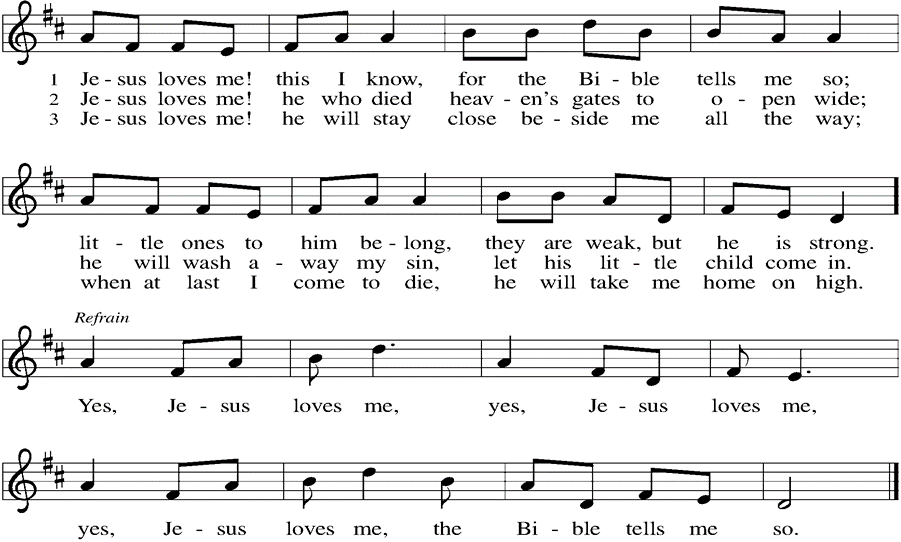 1 Je - sus loves me! this I know, for the Bi - ble tells me so;
2 Je - sus loves me! he who died heav - en's gates to o - pen wide;
3 Je - sus loves me! he will stay close be - side me all the way;
lit - tle ones to him be - long, they are weak, but he is strong.
he will wash a - way my sin, let his lit - tle child come in.
when at last I come to die, he will take me home on high.
Refrain
Yes, Je - sus loves me, yes, Je - sus loves me,
yes, Je - sus loves me, the Bi - ble tells me so.